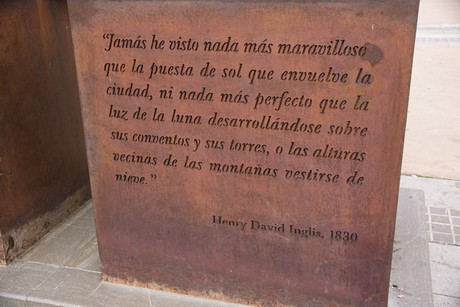 “Jamás he visto nada más maravilloso
que la puesta de sol que envuelve la
ciudad, ni nada más perfecto que la
luz de la luna desarrollándose sobre
sus conventos y sus torres, o las alturas
vecinas de las montañas vestirse de
nieve.”
Henry David Inglis, 1830